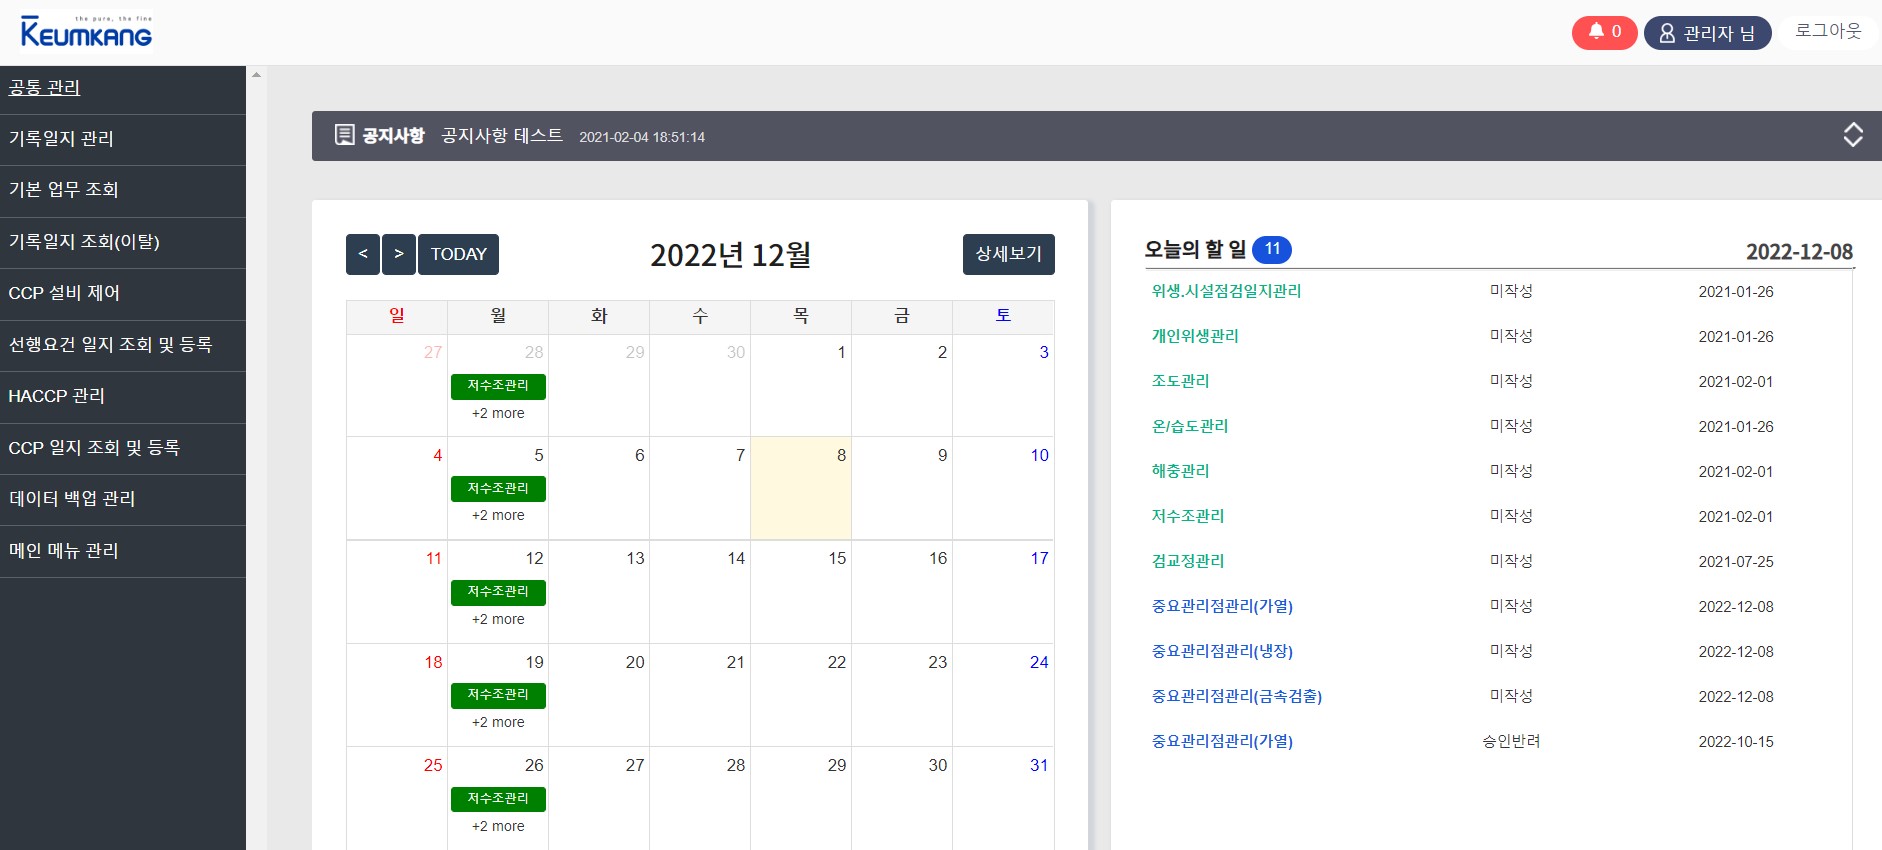 the pure, the fine
KEUMKANG
0
관리자 님
로그아웃
공통 관리
기록일지 관리
기본 업무 조회
기록일지 조회(이탈)
CCP 설비 제어
선행요건 일지 조회 및 등록
HACCP 관리
CCP 일지 조회 및 등록
데이터 백업 관리
메인 메뉴 관리
공지사항 공지사항 테스트 2021-02-04 18:51:14
< > TODAY 2022년 12월 상세보기
일 월 화 수 목 금 토
27 28 29 30 1 2 3
저수조관리
+2 more
4 5 6 7 8 9 10
저수조관리
+2 more
11 12 13 14 15 16 17
저수조관리
+2 more
18 19 20 21 22 23 24
저수조관리
+2 more
25 26 27 28 29 30 31
저수조관리
+2 more
오늘의 할 일 11 2022-12-08
위생.시설점검일지관리 미작성 2021-01-26
개인위생관리 미작성 2021-01-26
조도관리 미작성 2021-02-01
온/습도관리 미작성 2021-01-26
해충관리 미작성 2021-02-01
저수조관리 미작성 2021-02-01
검교정관리 미작성 2021-07-25
중요관리점관리(가열) 미작성 2022-12-08
중요관리점관리(냉장) 미작성 2022-12-08
중요관리점관리(금속검출) 미작성 2022-12-08
중요관리점관리(가열) 승인반려 2022-10-15